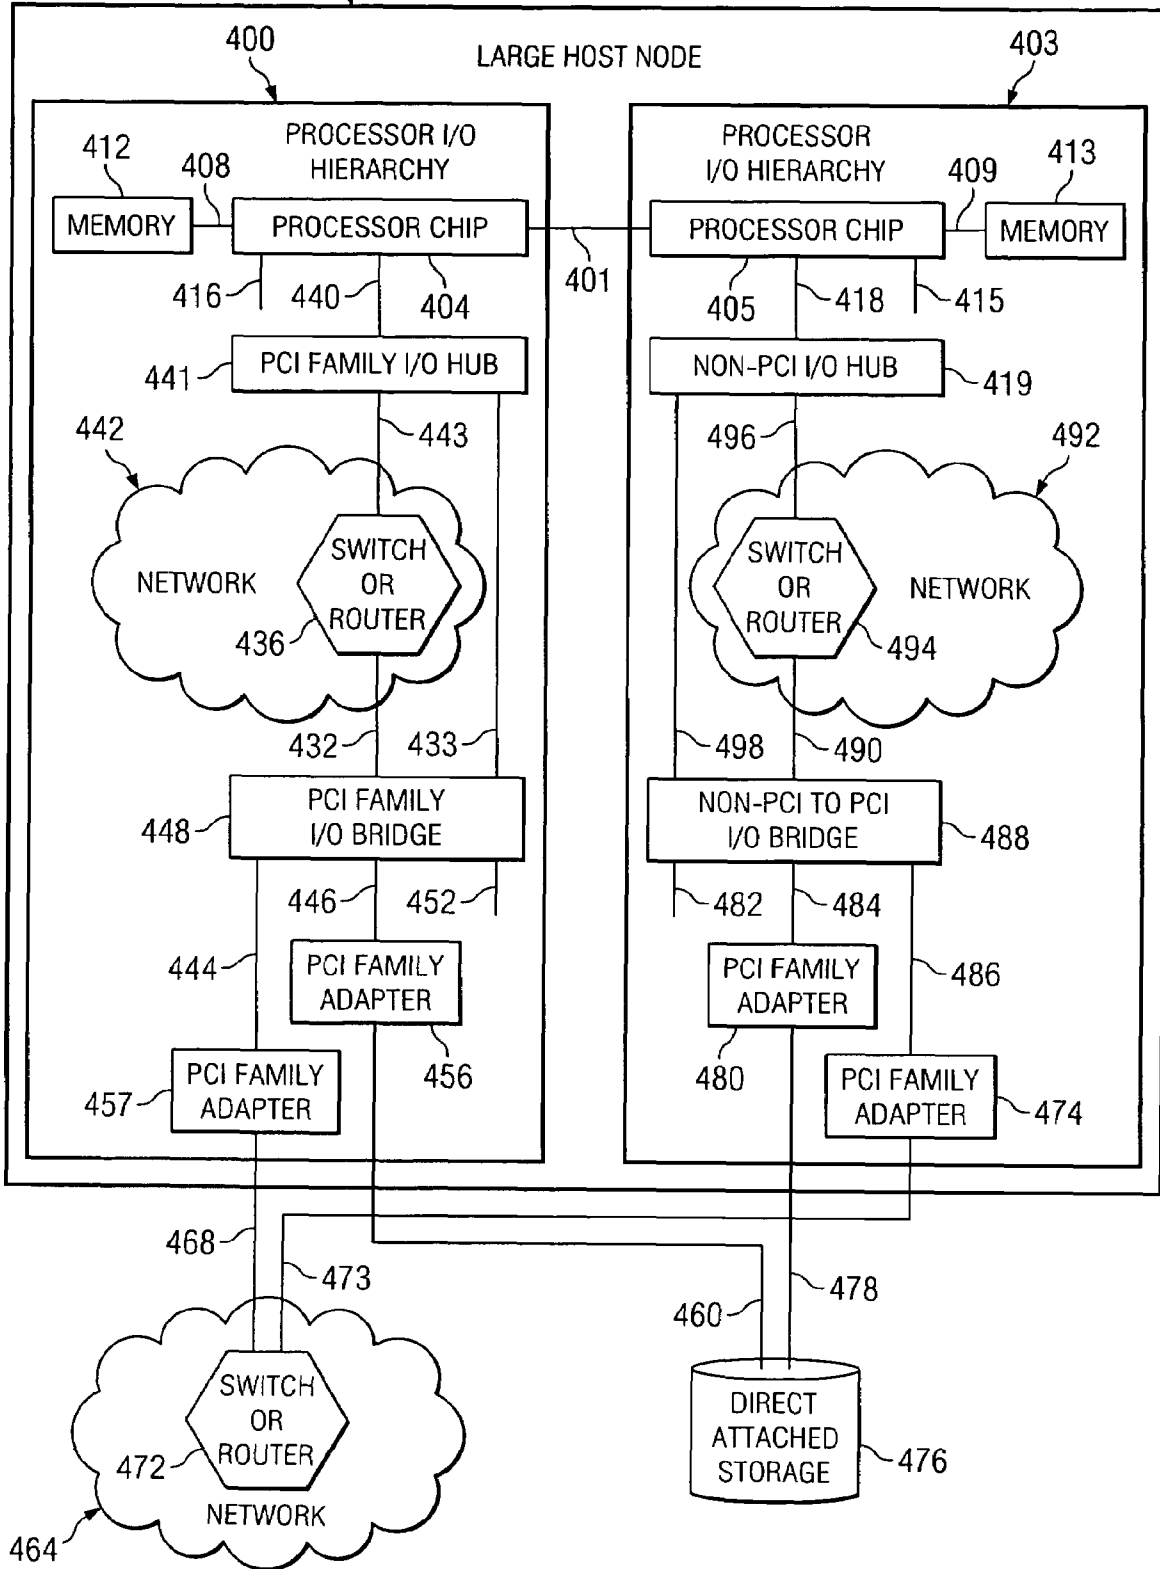 400
LARGE HOST NODE
403
PROCESSOR I/O
HIERARCHY
PROCESSOR
I/O HIERARCHY
412
408
409
413
MEMORY
PROCESSOR CHIP
PROCESSOR CHIP
MEMORY
416
440
404
401
405
418
415
441
PCI FAMILY I/O HUB
NON-PCI I/O HUB
419
442
443
496
492
NETWORK
SWITCH
OR
ROUTER
436
SWITCH
OR
ROUTER
NETWORK
494
432
433
498
490
448
PCI FAMILY
I/O BRIDGE
NON-PCI TO PCI
I/O BRIDGE
488
446
452
482
484
444
PCI FAMILY
ADAPTER
PCI FAMILY
ADAPTER
486
456
480
457
PCI FAMILY
ADAPTER
PCI FAMILY
ADAPTER
474
468
473
460
478
SWITCH
OR
ROUTER
472
NETWORK
464
DIRECT
ATTACHED
STORAGE
476